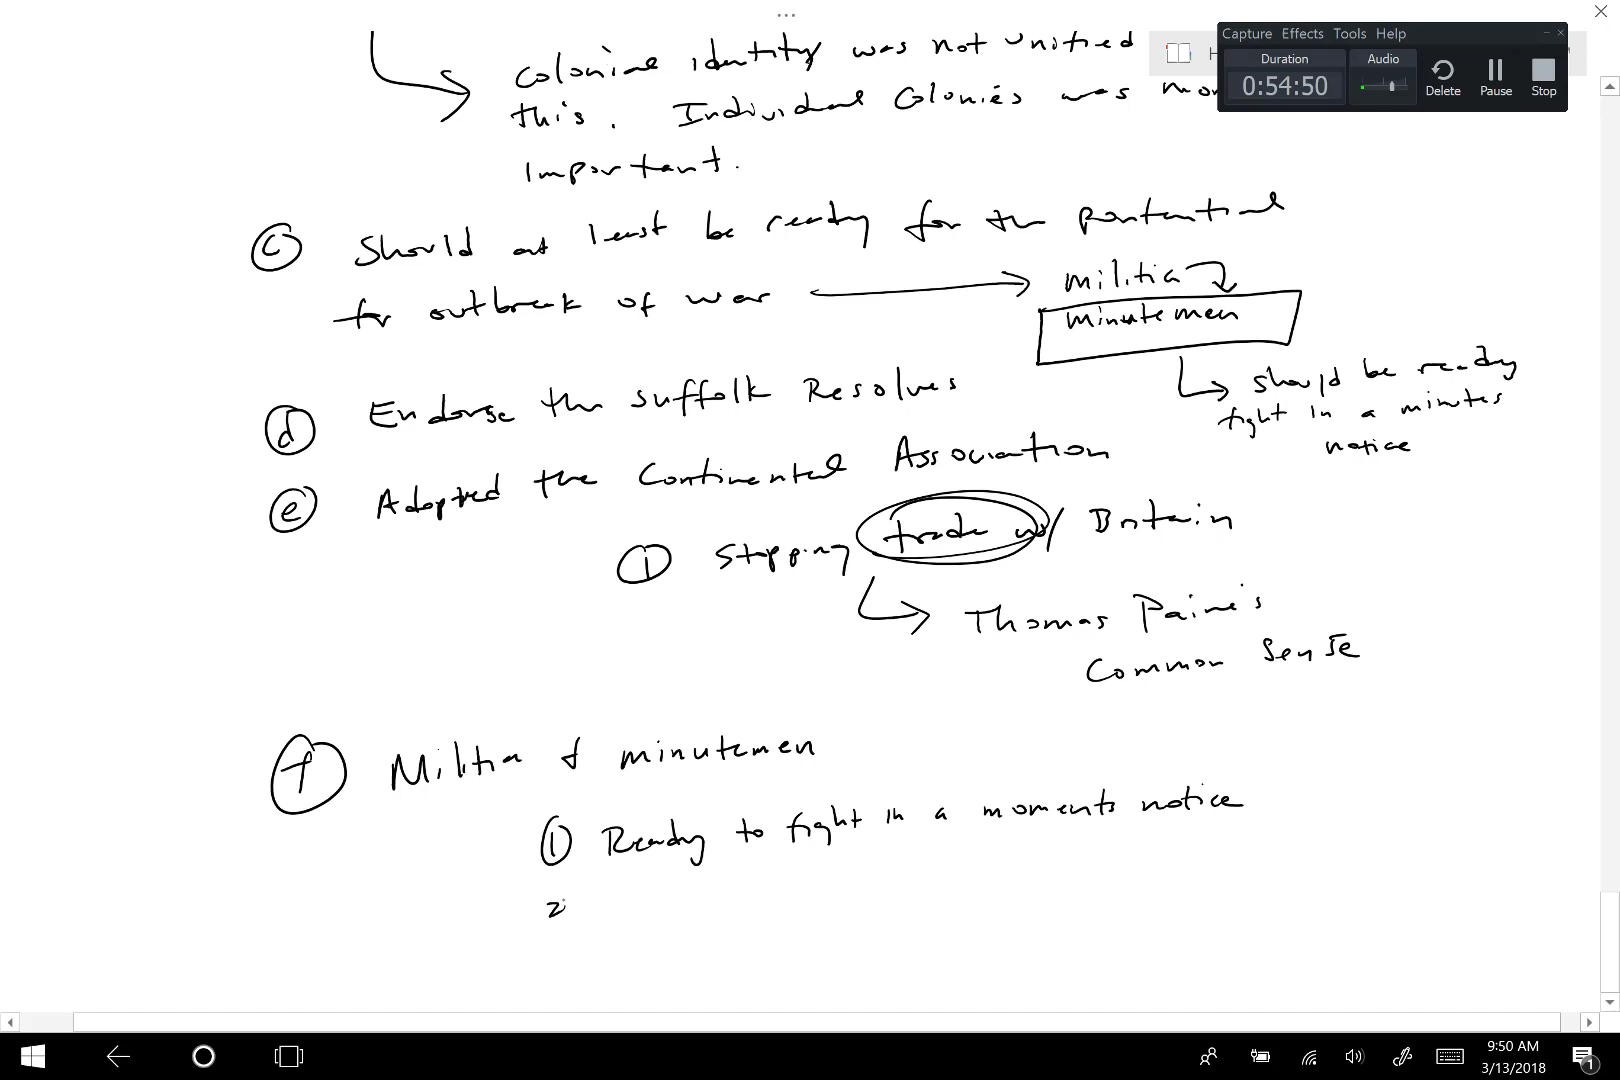 ...
Colonial identity was not unified H
this. Individual Colonies was mor
important.
Capture Effects Tools Help
Duration
Audio
0:54:50
Delete Pause Stop
c Should at least be ready for the pontential
for outbreak of war militia
minutemen
should be ready
fight in a minutes
notice
d Endorse the Suffolk Resolves
e Adopted the Continental Association
1 Stopping trade w/ Britain
Thomas Paine's
Common Sense
f Militia & minutemen
1 Ready to fight in a moments notice
2
9:50 AM
3/13/2018
1